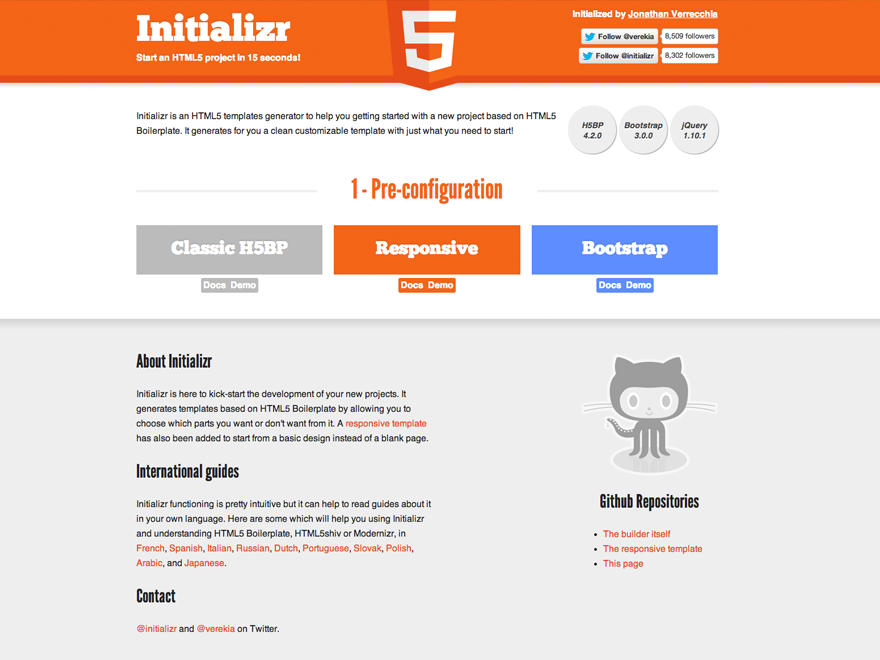 Initializr
Start an HTML5 project in 15 seconds!
5
Initialized by Jonathan Verrecchia
Follow @verekia 8,509 followers
Follow @initializr 8,302 followers
Initializr is an HTML5 templates generator to help you getting started with a new project based on HTML5
Boilerplate. It generates for you a clean customizable template with just what you need to start!
H5BP
4.2.0
Bootstrap
3.0.0
jQuery
1.10.1
1 - Pre-configuration
Classic H5BP
Docs Demo
Responsive
Docs Demo
Bootstrap
Docs Demo
About Initializr
Initializr is here to kick-start the development of your new projects. It
generates templates based on HTML5 Boilerplate by allowing you to
choose which parts you want or don't want from it. A responsive template
has also been added to start from a basic design instead of a blank page.
International guides
Initializr functioning is pretty intuitive but it can help to read guides about it
in your own language. Here are some which will help you using Initializr
and understanding HTML5 Boilerplate, HTML5shiv or Modernizr, in
French, Spanish, Italian, Russian, Dutch, Portuguese, Slovak, Polish,
Arabic, and Japanese.
Contact
@initializr and @verekia on Twitter.
Github Repositories
• The builder itself
• The responsive template
• This page